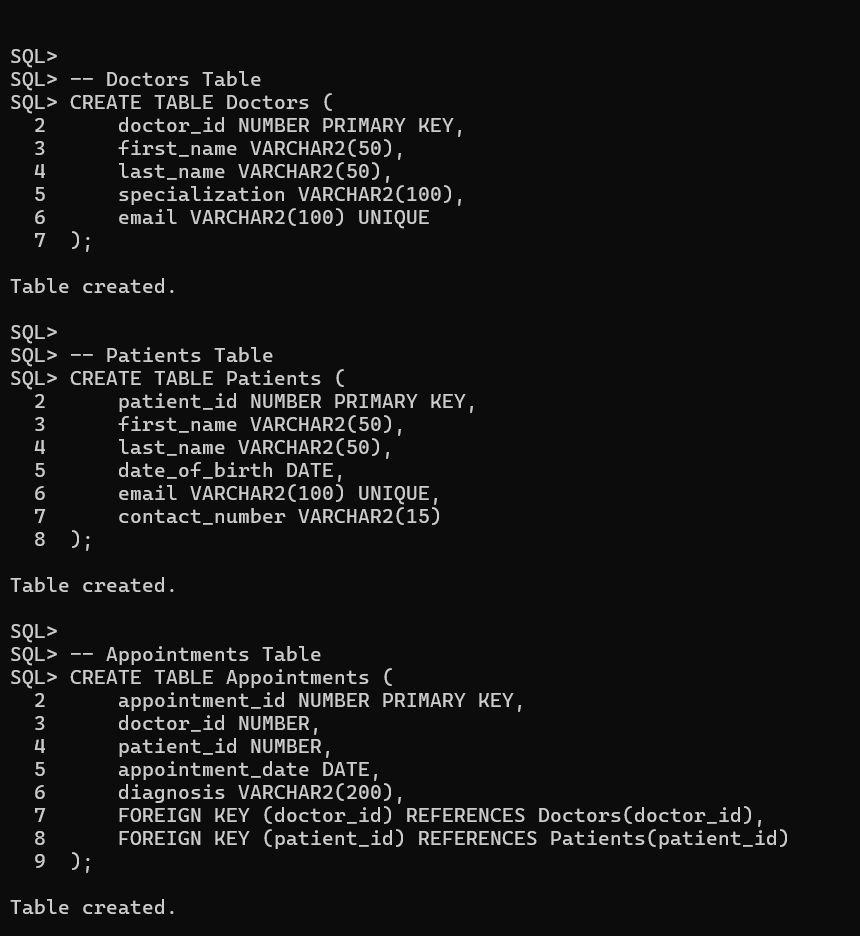 SQL>
SQL> -- Doctors Table
SQL> CREATE TABLE Doctors (
  2      doctor_id NUMBER PRIMARY KEY,
  3      first_name VARCHAR2(50),
  4      last_name VARCHAR2(50),
  5      specialization VARCHAR2(100),
  6      email VARCHAR2(100) UNIQUE
  7  );
Table created.
SQL>
SQL> -- Patients Table
SQL> CREATE TABLE Patients (
  2      patient_id NUMBER PRIMARY KEY,
  3      first_name VARCHAR2(50),
  4      last_name VARCHAR2(50),
  5      date_of_birth DATE,
  6      email VARCHAR2(100) UNIQUE,
  7      contact_number VARCHAR2(15)
  8  );
Table created.
SQL>
SQL> -- Appointments Table
SQL> CREATE TABLE Appointments (
  2      appointment_id NUMBER PRIMARY KEY,
  3      doctor_id NUMBER,
  4      patient_id NUMBER,
  5      appointment_date DATE,
  6      diagnosis VARCHAR2(200),
  7      FOREIGN KEY (doctor_id) REFERENCES Doctors(doctor_id),
  8      FOREIGN KEY (patient_id) REFERENCES Patients(patient_id)
  9  );
Table created.